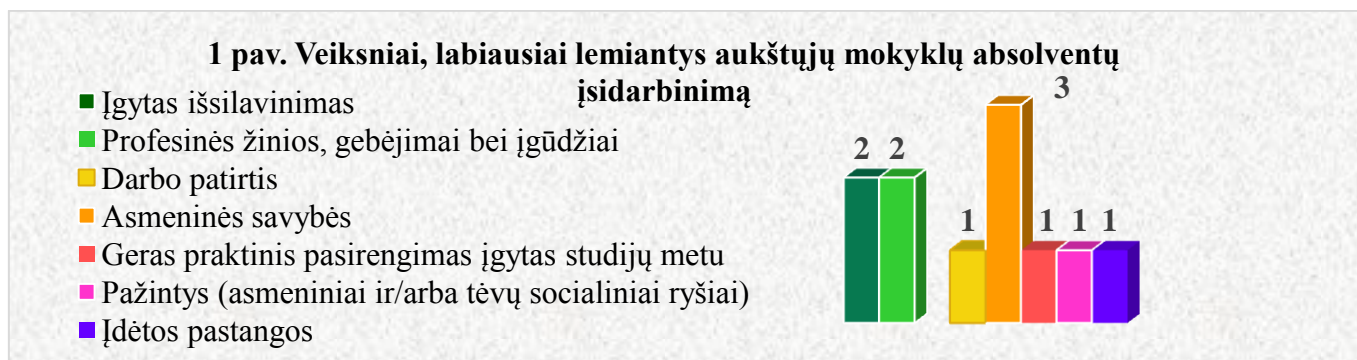 1 pav. Veiksniai, labiausiai lemiantys aukštųjų mokyklų absolventų
įsidarbinimą
Įgytas išsilavinimas
Profesinės žinios, gebėjimai bei įgūdžiai
Darbo patirtis
Asmeninės savybės
Geras praktinis pasirengimas įgytas studijų metu
Pažintys (asmeniniai ir/arba tėvų socialiniai ryšiai)
Įdėtos pastangos
2 2 1 3 1 1 1